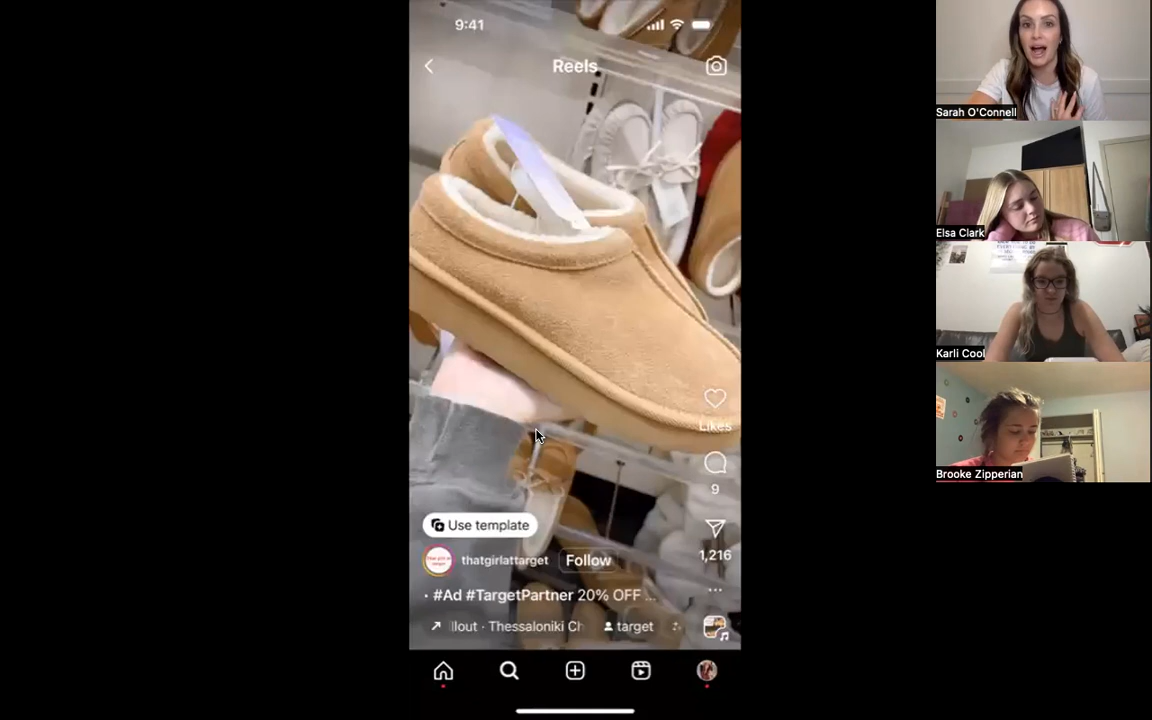 9:41
Reels
Likes
9
Use template
thatgirlattarget
Follow
1,216
· #Ad #TargetPartner 20% OFF ...
llout · Thessaloniki Ch
target
Sarah O'Connell
Elsa Clark
Karli Cool
Brooke Zipperian